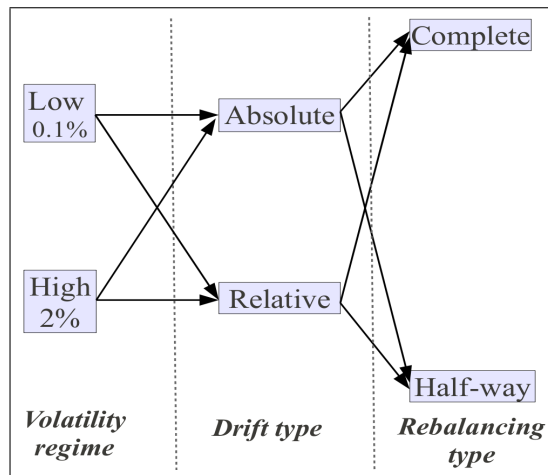 Complete
Low
0.1%
Absolute
High
2%
Relative
Half-way
Volatility
regime
Drift type
Rebalancing
type